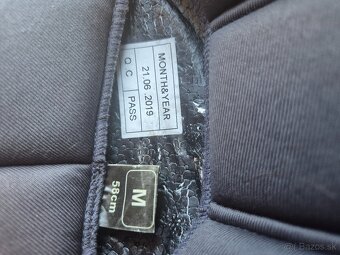 MONTH&YEAR
21.06 .2019
Q.C PASS
M
58cm
bazos.sk